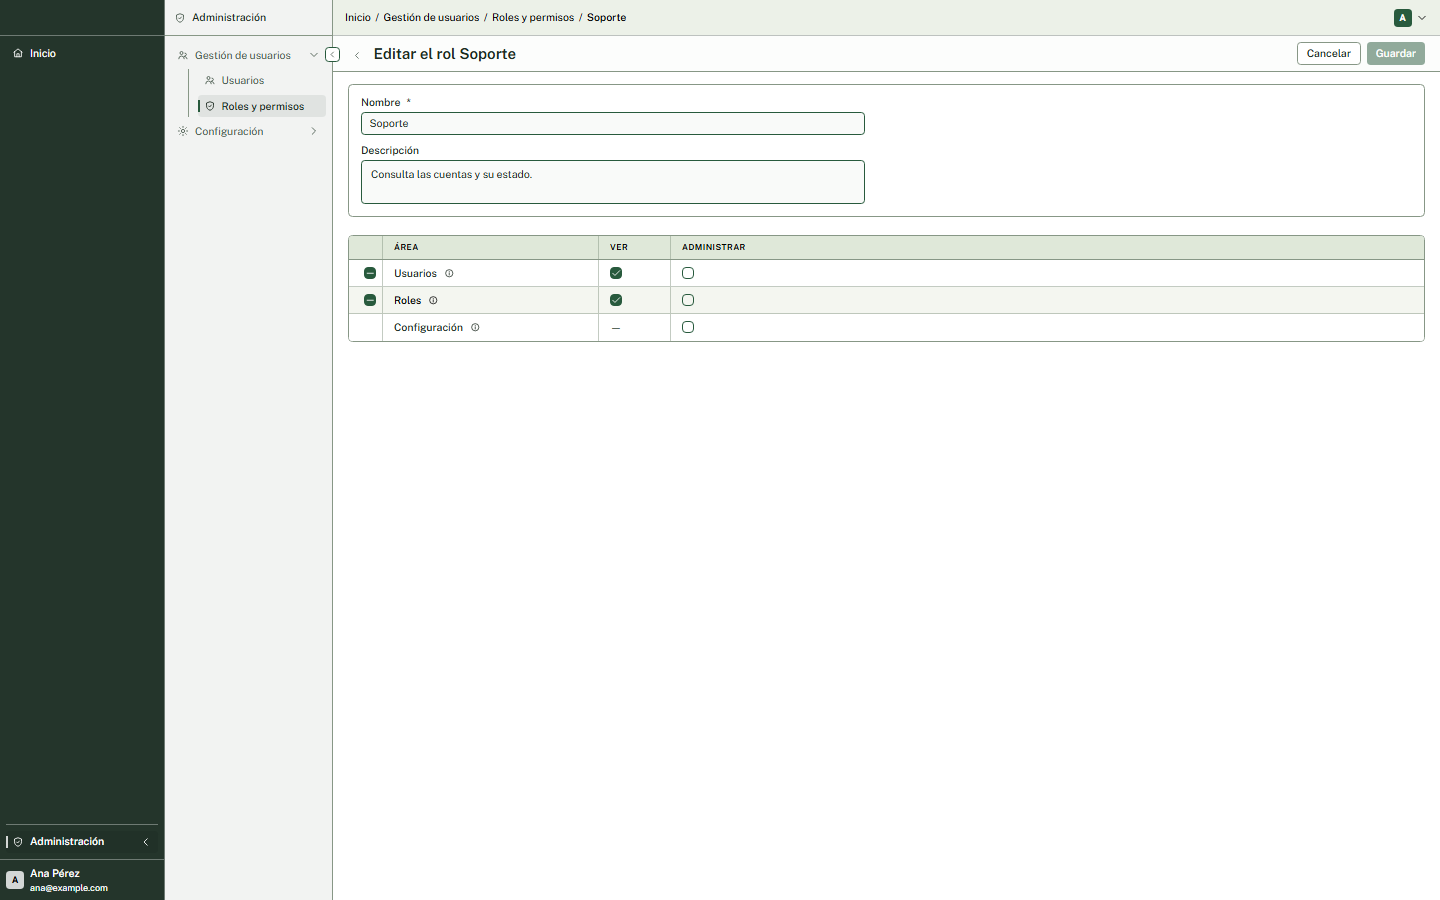 Administración
Inicio / Gestión de usuarios / Roles y permisos / Soporte
A
Inicio
Gestión de usuarios
Usuarios
Roles y permisos
Configuración
Editar el rol Soporte
Cancelar
Guardar
Nombre *
Soporte
Descripción
Consulta las cuentas y su estado.
ÁREA VER ADMINISTRAR
Usuarios
Roles
Configuración —
Administración
A
Ana Pérez
ana@example.com